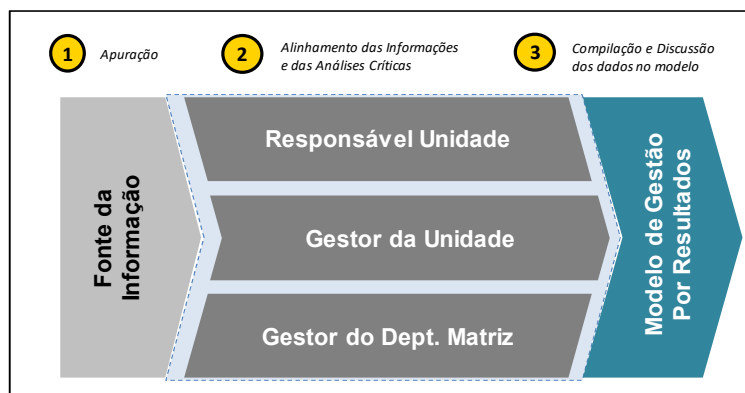 1
Apuração
2
Alinhamento das Informações
e das Análises Críticas
3
Compilação e Discussão
dos dados no modelo
Fonte da
Informação
Responsável Unidade
Gestor da Unidade
Gestor do Dept. Matriz
Modelo de Gestão
Por Resultados